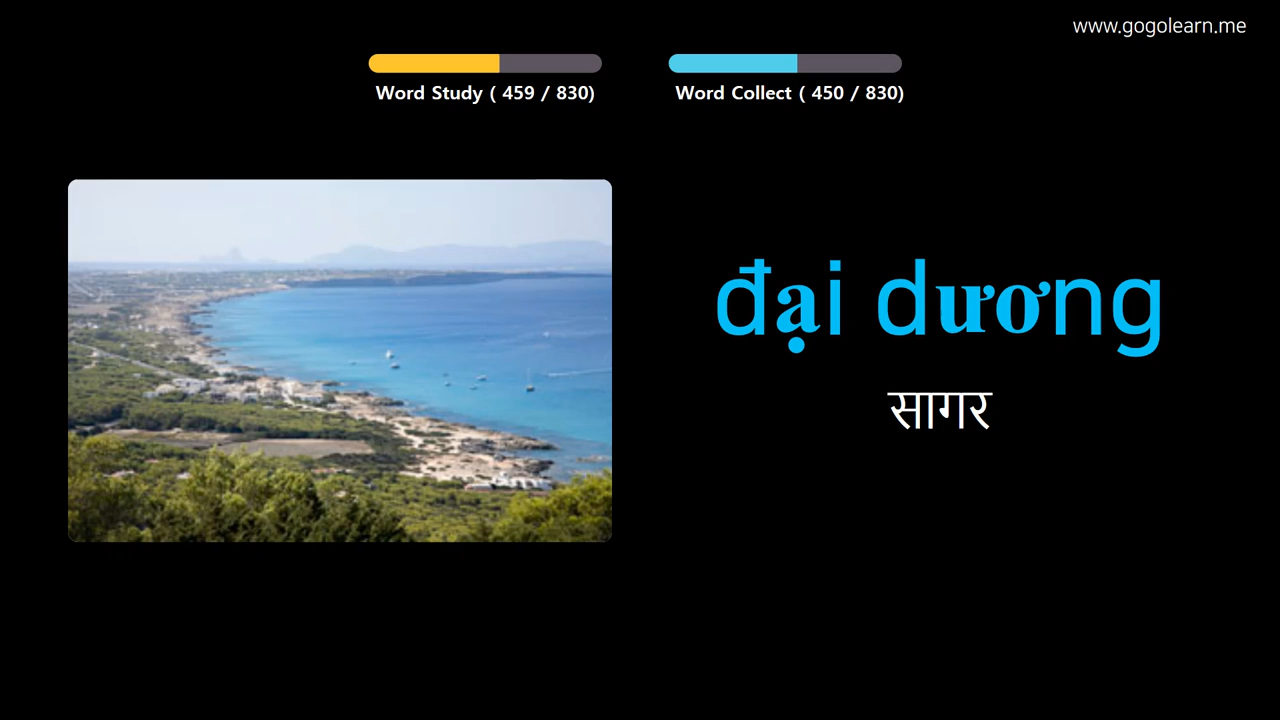 www.gogolearn.me
Word Study ( 459 / 830)
Word Collect ( 450 / 830)
đại dương
सागर